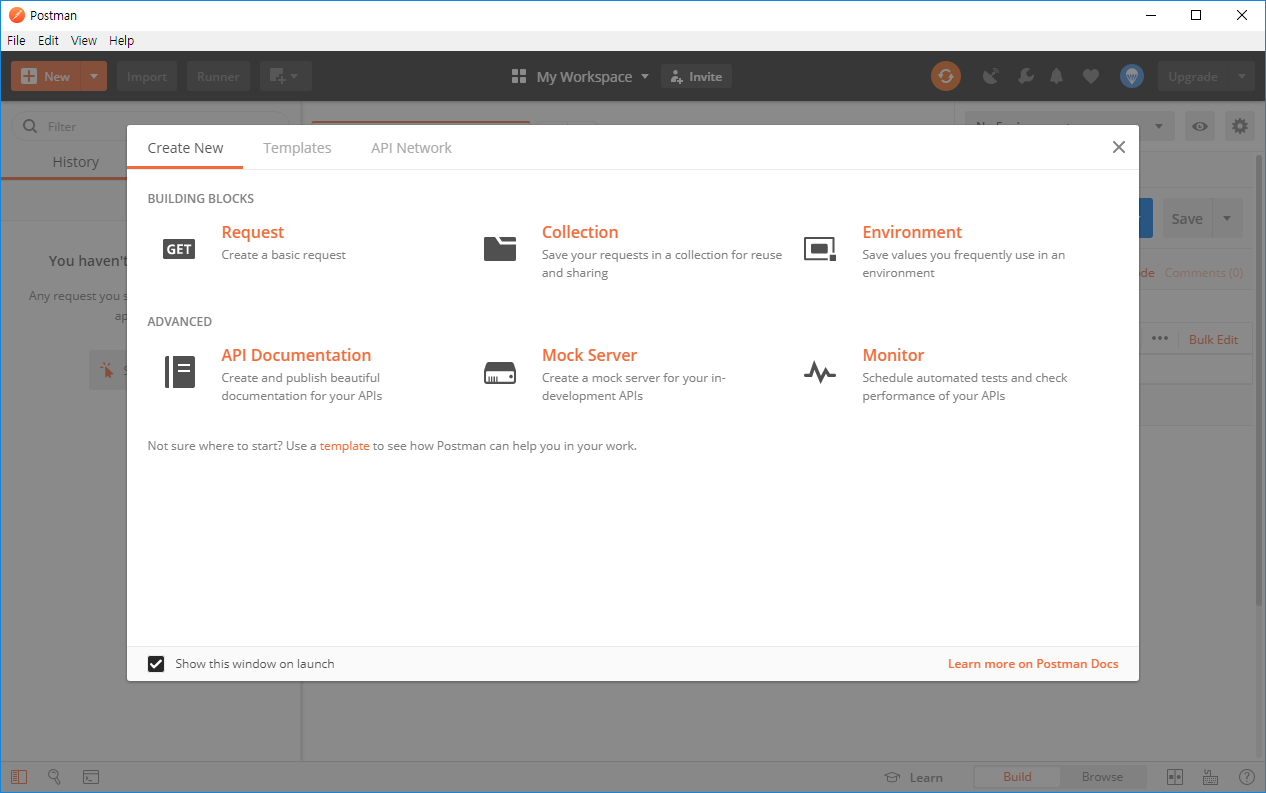 Postman
File Edit View Help
New Import Runner My Workspace Invite Upgrade
Filter
History
Save
You haven't
Any request you
Comments (0)
Bulk Edit
Create New Templates API Network
BUILDING BLOCKS
GET
Request
Create a basic request
Collection
Save your requests in a collection for reuse
and sharing
Environment
Save values you frequently use in an
environment
ADVANCED
API Documentation
Create and publish beautiful
documentation for your APIs
Mock Server
Create a mock server for your in-
development APIs
Monitor
Schedule automated tests and check
performance of your APIs
Not sure where to start? Use a template to see how Postman can help you in your work.
Show this window on launch
Learn more on Postman Docs
Learn Build Browse